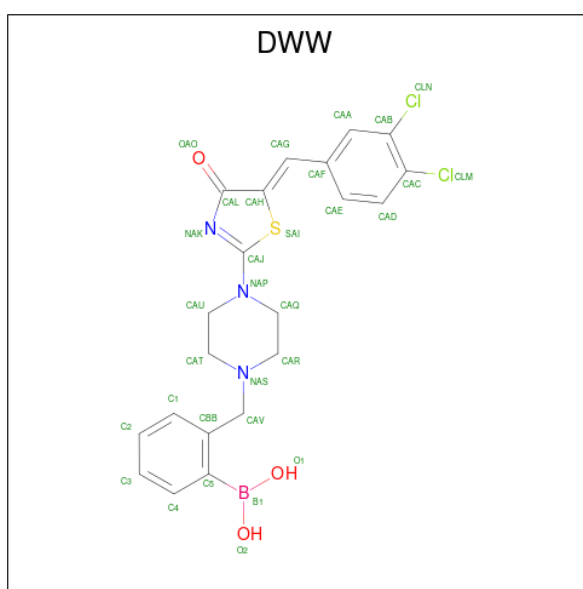 DWW
CLN
Cl
CAA
CAB
OAO
CAG
O
Cl CLM
CAF
CAC
CAL
CAH
CAE
CAD
N
S
NAK
SAI
CAJ
NAP
N
CAU
CAQ
CAT
CAR
N
NAS
C1
CBB
CAV
C2
O1
OH
C3
C5
C4
B
B1
OH
O2